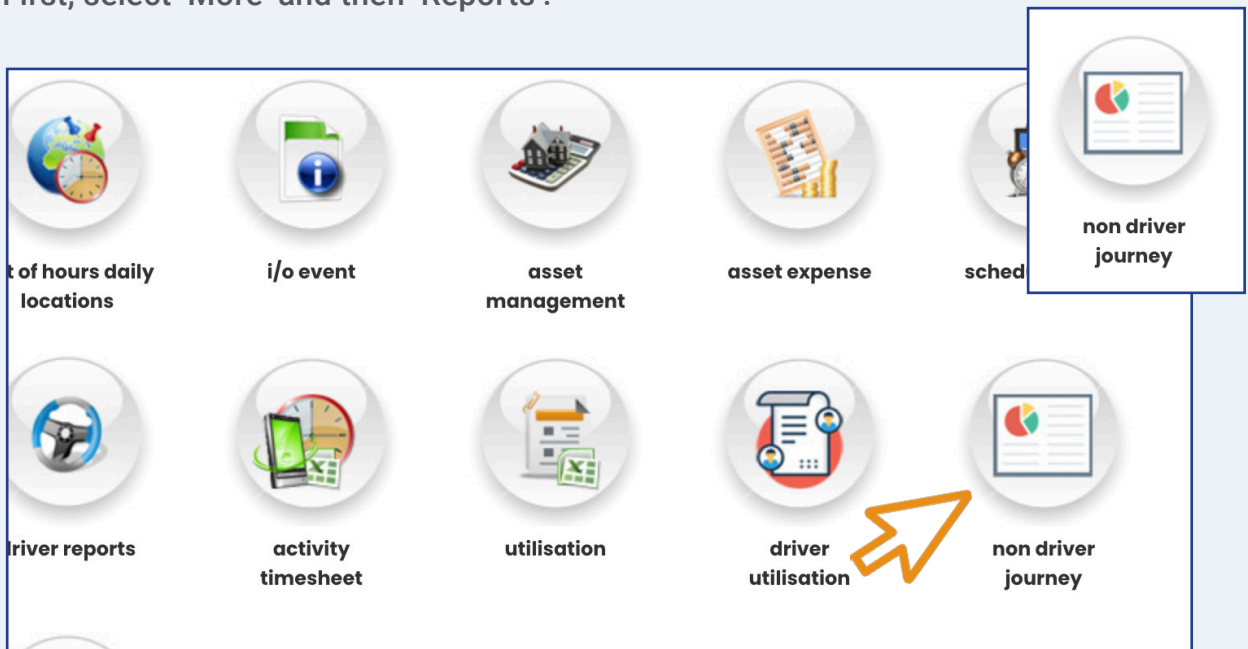 First, select 'More' and then 'Reports'.
non driver
journey
t of hours daily
locations
i/o event
asset
management
asset expense
sched
river reports
activity
timesheet
utilisation
driver
utilisation
non driver
journey